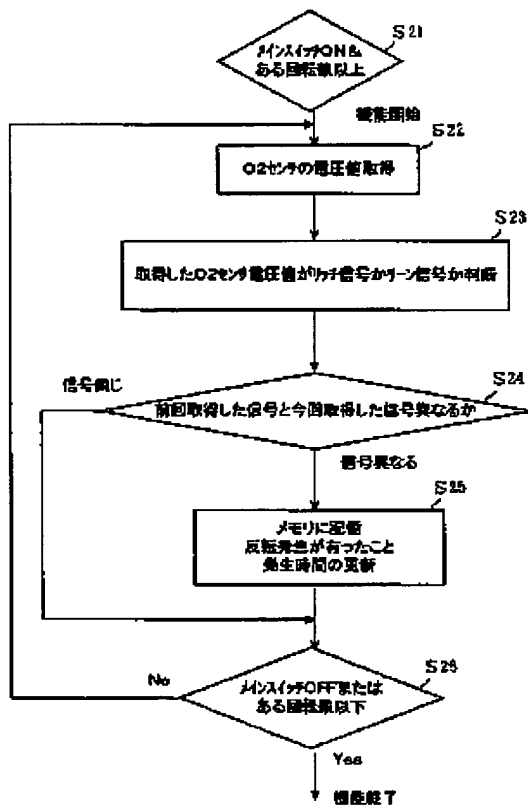 S21
メインスイッチON&
ある回転数以上
機能開始
S22
O2センサの電圧値取得
S23
取得したO2センサ電圧値がリッチ信号かリーン信号か判断
S24
信号同じ
前回取得した信号と今回取得した信号異なるか
信号異なる
S25
メモリに記憶
反転発生が有ったこと
発生時間の更新
S26
No
メインスイッチOFFまたは
ある回転数以下
Yes
機能終了